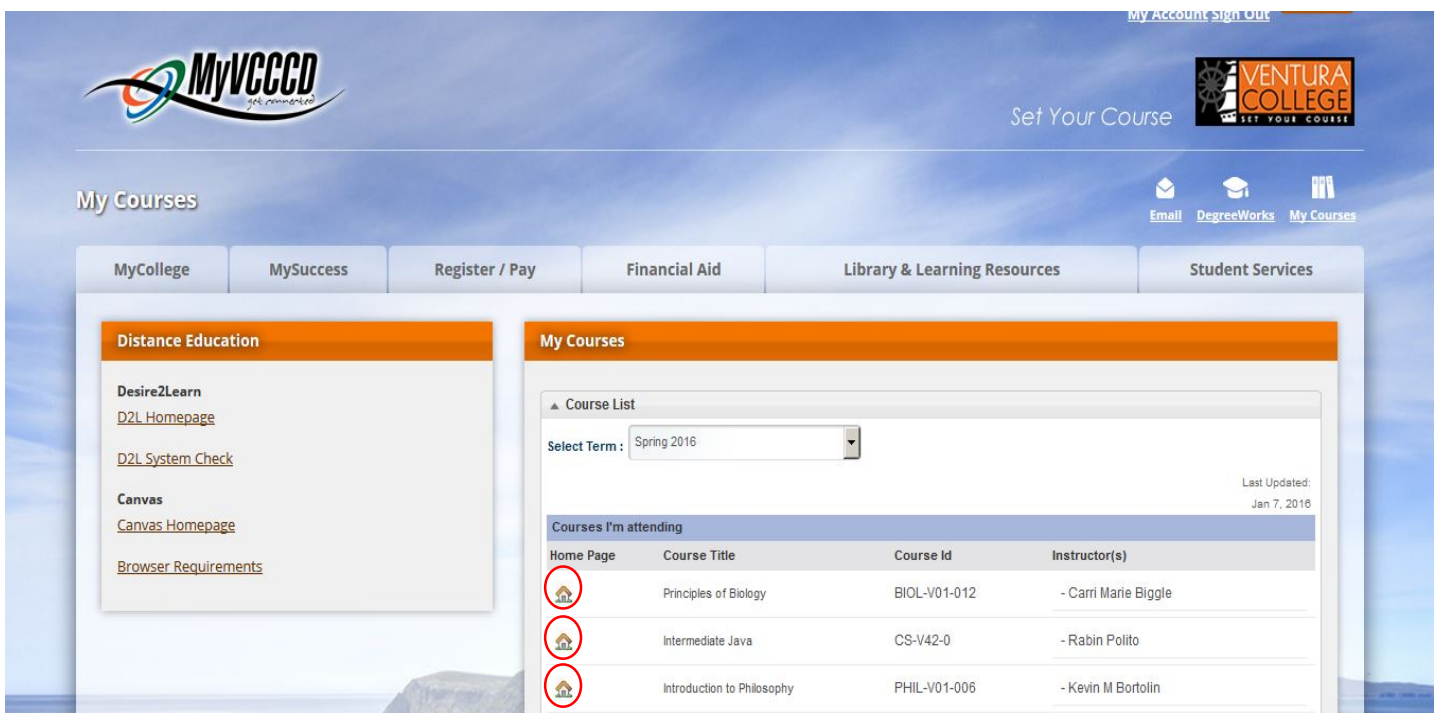 My Account Sign Out
MyVCCCD
get connected
Set Your Course
VENTURA
COLLEGE
SET YOUR COURSE
My Courses
Email DegreeWorks My Courses
MyCollege MySuccess Register / Pay Financial Aid Library & Learning Resources Student Services
Distance Education
Desire2Learn
D2L Homepage
D2L System Check
Canvas
Canvas Homepage
Browser Requirements
My Courses
Course List
Select Term : Spring 2016
Last Updated:
Jan 7, 2016
Courses I'm attending
Home Page Course Title Course Id Instructor(s)
Principles of Biology BIOL-V01-012 - Carri Marie Biggle
Intermediate Java CS-V42-0 - Rabin Polito
Introduction to Philosophy PHIL-V01-006 - Kevin M Bortolin